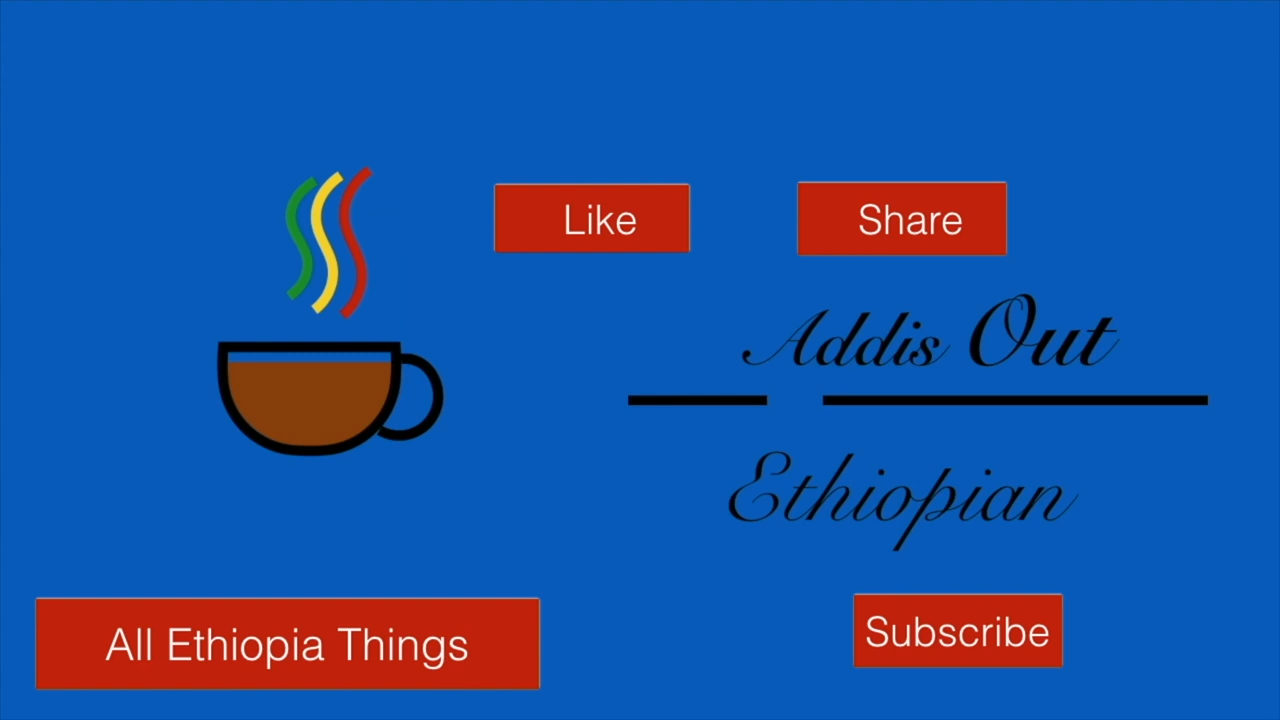 Like
Share
Addis Out
Ethiopian
All Ethiopia Things
Subscribe